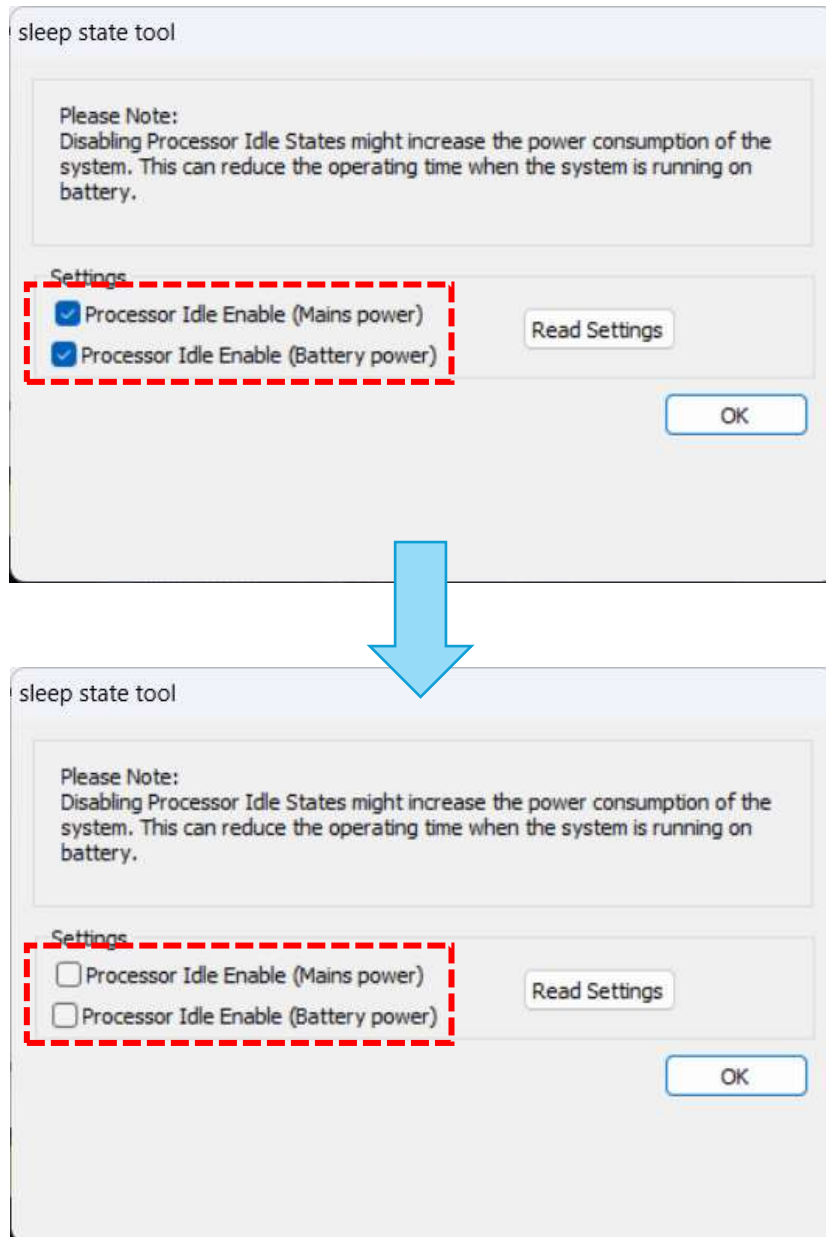 sleep state tool
Please Note:
Disabling Processor Idle States might increase the power consumption of the
system. This can reduce the operating time when the system is running on
battery.
Settings
Processor Idle Enable (Mains power)
Read Settings
Processor Idle Enable (Battery power)
OK
sleep state tool
Please Note:
Disabling Processor Idle States might increase the power consumption of the
system. This can reduce the operating time when the system is running on
battery.
Settings
Processor Idle Enable (Mains power)
Read Settings
Processor Idle Enable (Battery power)
OK